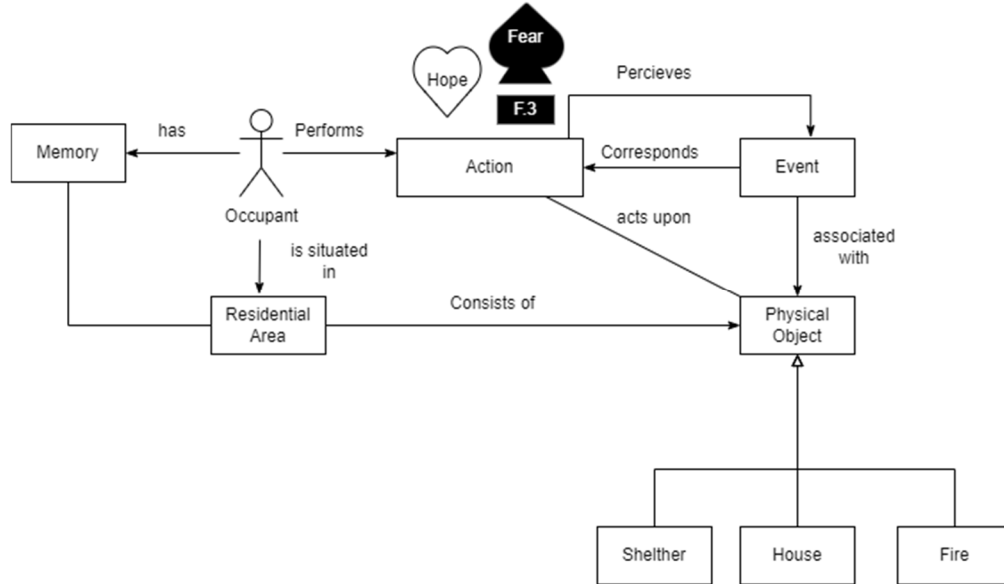 Fear
Hope
F.3
Percieves
has
Performs
Memory
Action
Corresponds
Event
Occupant
acts upon
is situated
in
associated
with
Residential
Area
Consists of
Physical
Object
Shelther
House
Fire